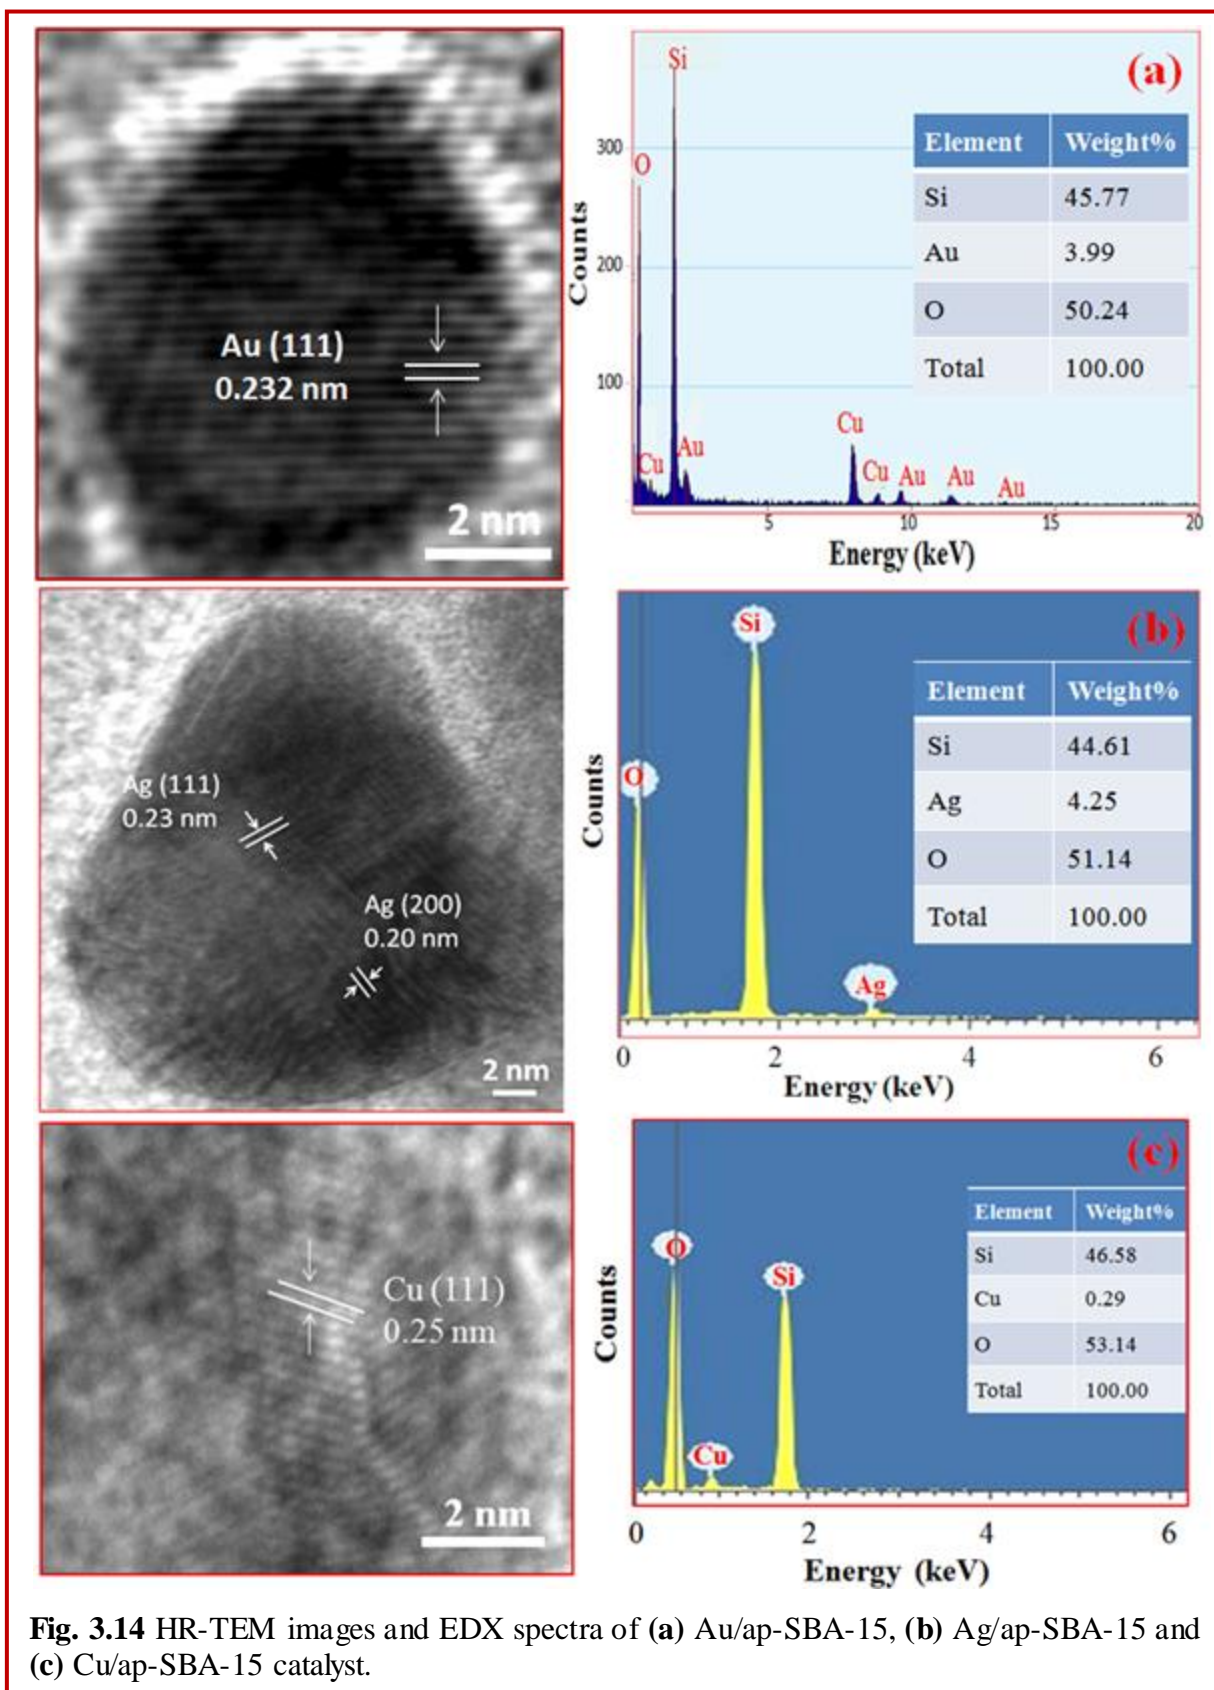 Au (111)
0.232 nm
2 nm
(a)
Si
O
Cu
Au
Cu
Cu
Au
Au
Au
300
200
100
Counts
5
10
15
20
Energy (keV)
Element Weight%
Si 45.77
Au 3.99
O 50.24
Total 100.00
Ag (111)
0.23 nm
Ag (200)
0.20 nm
2 nm
(b)
Si
O
Ag
Counts
0 2 4 6
Energy (keV)
Element Weight%
Si 44.61
Ag 4.25
O 51.14
Total 100.00
Cu (111)
0.25 nm
2 nm
(c)
O
Si
Cu
Counts
0 2 4 6
Energy (keV)
Element Weight%
Si 46.58
Cu 0.29
O 53.14
Total 100.00
Fig. 3.14 HR-TEM images and EDX spectra of (a) Au/ap-SBA-15, (b) Ag/ap-SBA-15 and
(c) Cu/ap-SBA-15 catalyst.